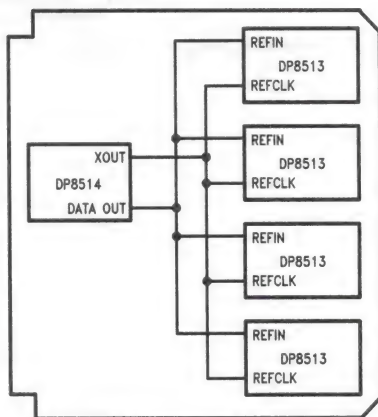 REFIN
DP8513
REFCLK
REFIN
XOUT
DP8513
DP8514
REFCLK
DATA OUT
REFIN
DP8513
REFCLK
REFIN
DP8513
REFCLK